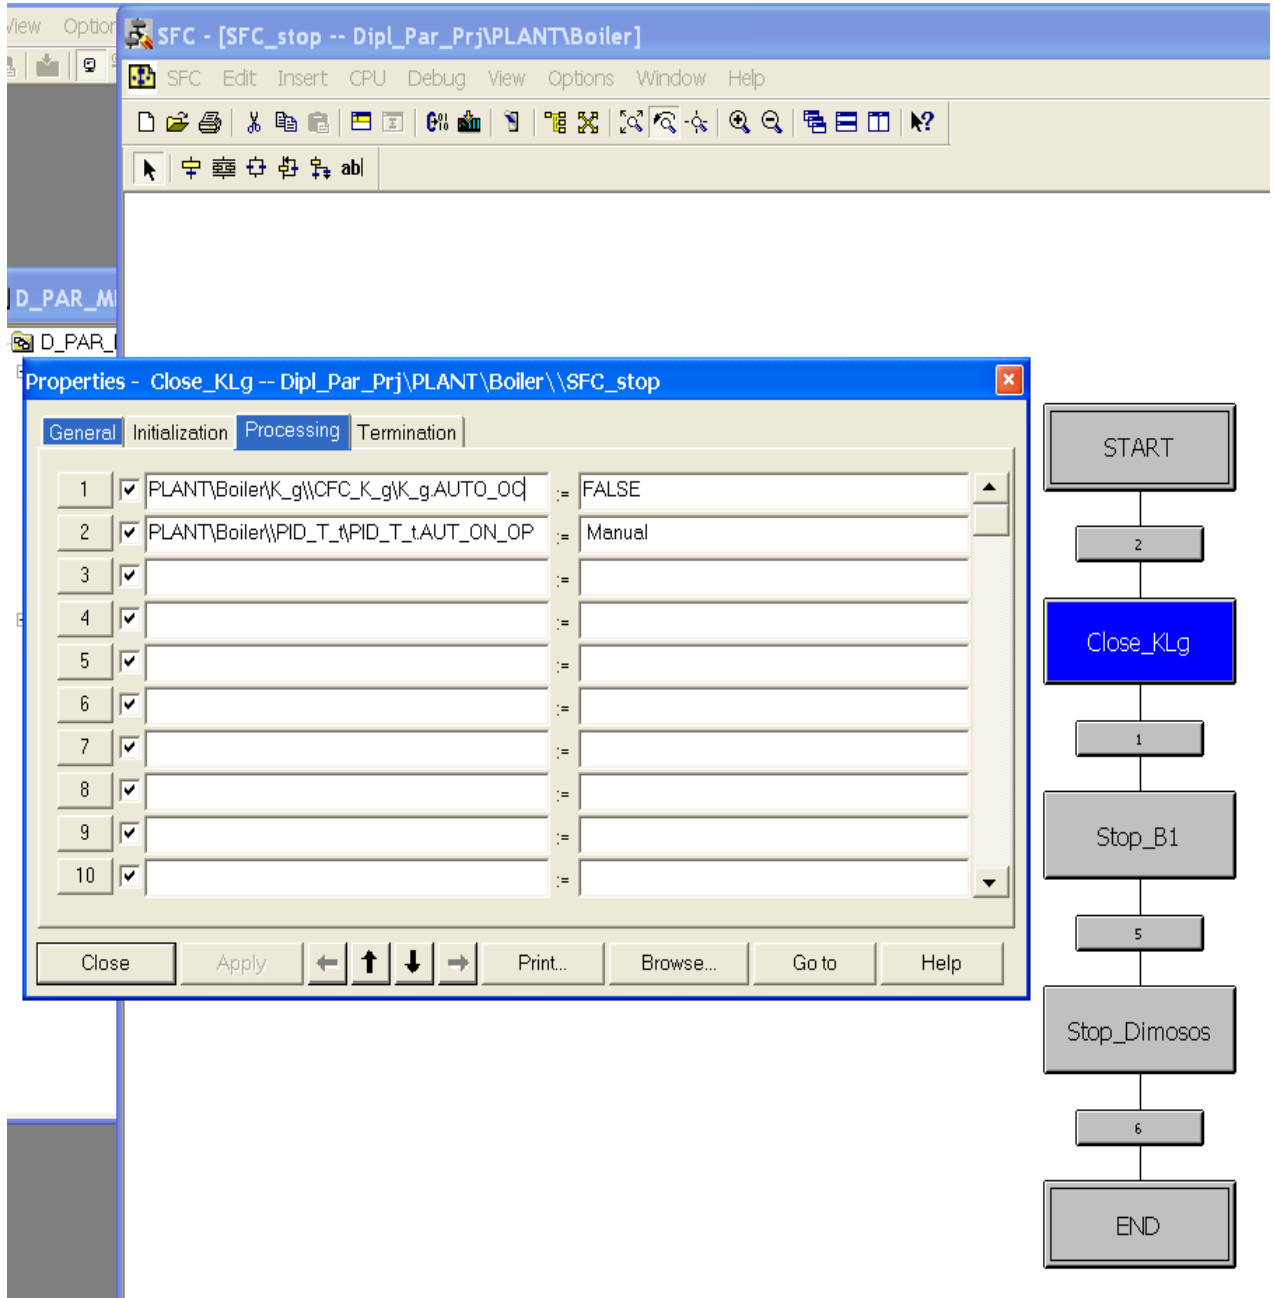 View Option
SFC - [SFC_stop -- Dipl_Par_Prj\PLANT\Boiler]
SFC Edit Insert CPU Debug View Options Window Help
ab
D_PAR_M
D_PAR_
Properties - Close_KLg -- Dipl_Par_Prj\PLANT\Boiler\\SFC_stop
General Initialization Processing Termination
1 PLANT\Boiler\K_g\\CFC_K_g\K_g.AUTO_OC := FALSE
2 PLANT\Boiler\\PID_T_t\PID_T_t.AUT_ON_OP := Manual
3 :=
4 :=
5 :=
6 :=
7 :=
8 :=
9 :=
10 :=
Close Apply Print... Browse... Go to Help
START
2
Close_KLg
1
Stop_B1
5
Stop_Dimosos
6
END